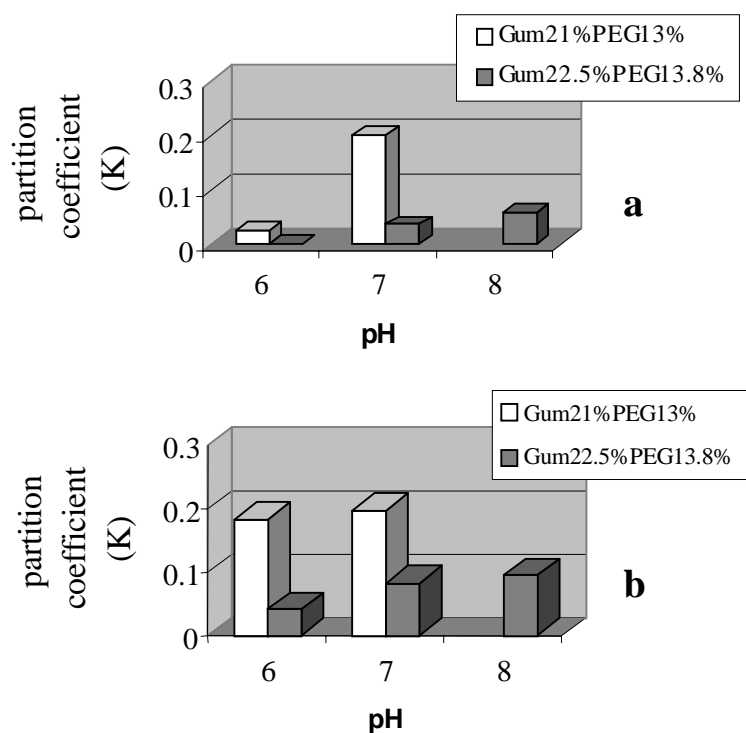 Gum21%PEG13%
Gum22.5%PEG13.8%
0.3
0.2
0.1
0
partition
coefficient
(K)
a
6 7 8
pH
Gum21%PEG13%
Gum22.5%PEG13.8%
0.3
0.2
0.1
0
partition
coefficient
(K)
b
6 7 8
pH